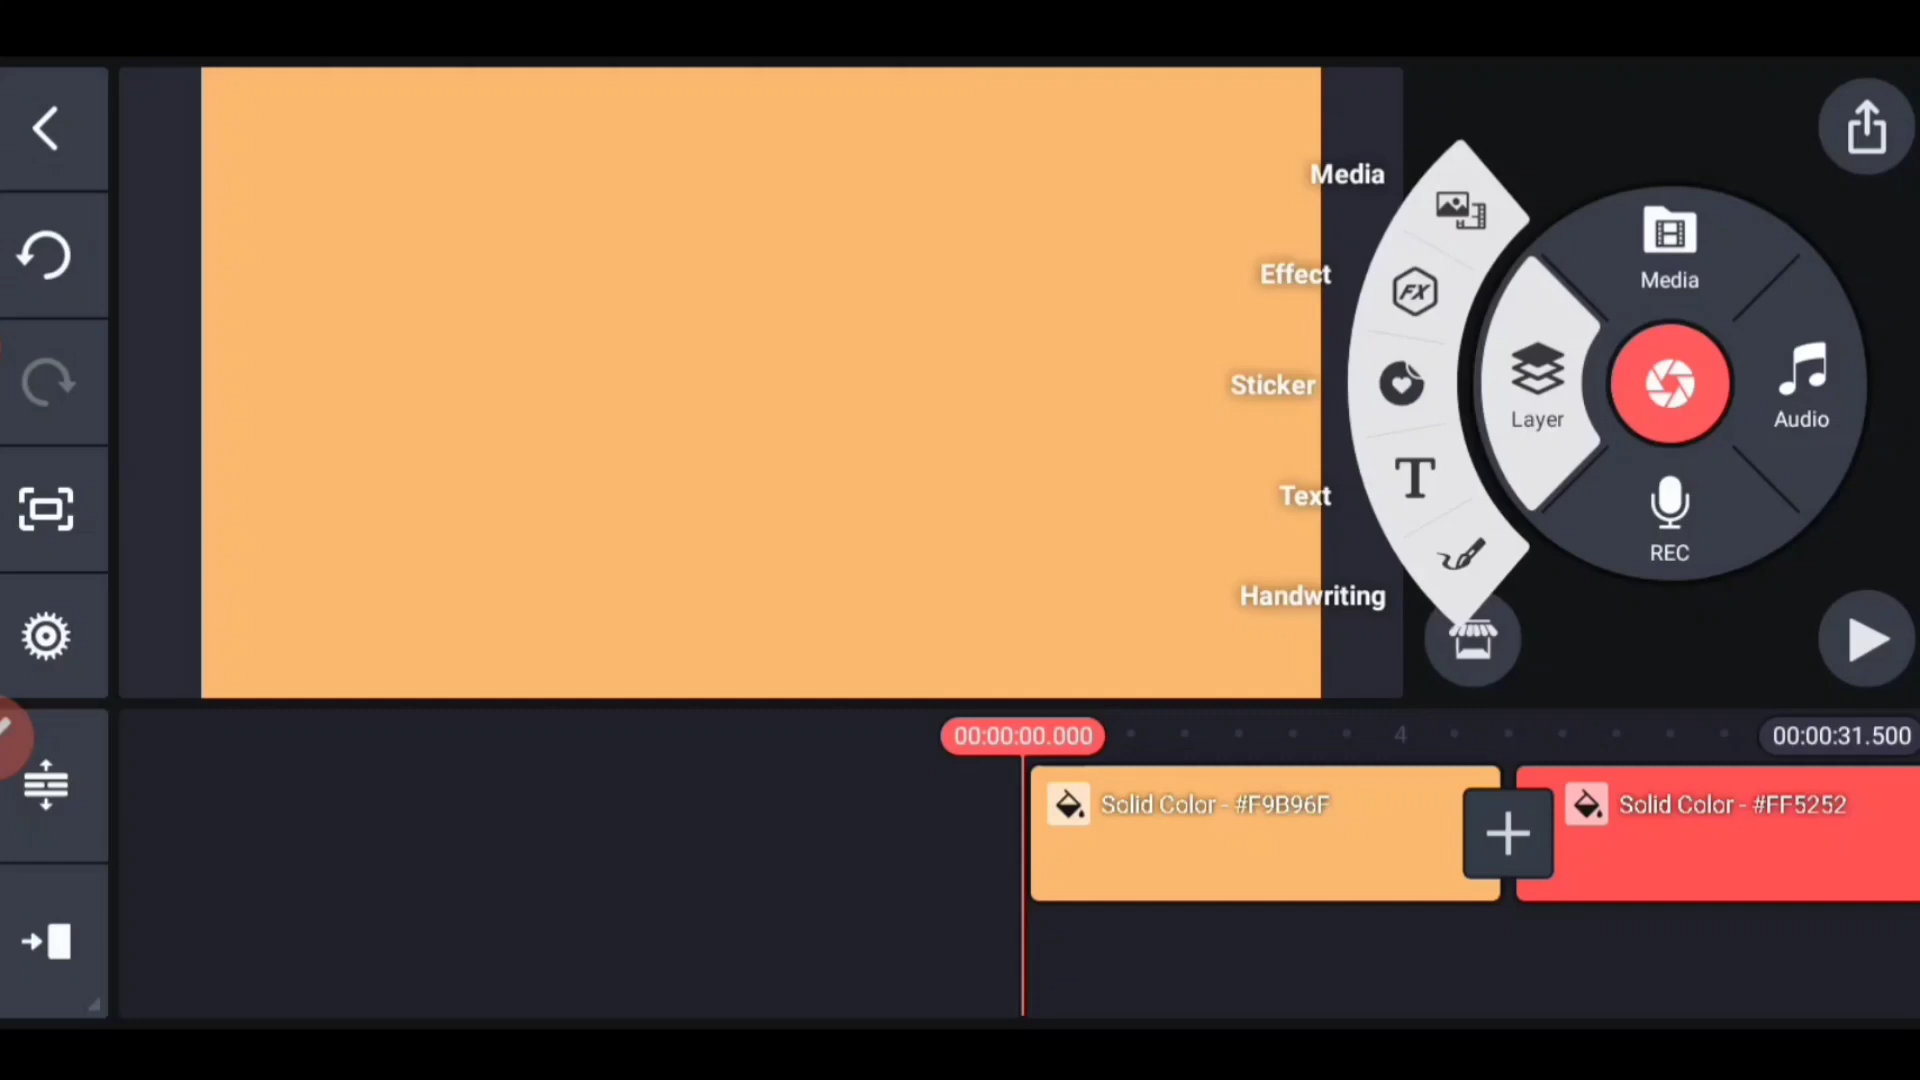 Media
Effect
Sticker
Text
Handwriting
Media
Layer
Audio
REC
00:00:00.000
4
00:00:31.500
Solid Color - #F9B96F
Solid Color - #FF5252